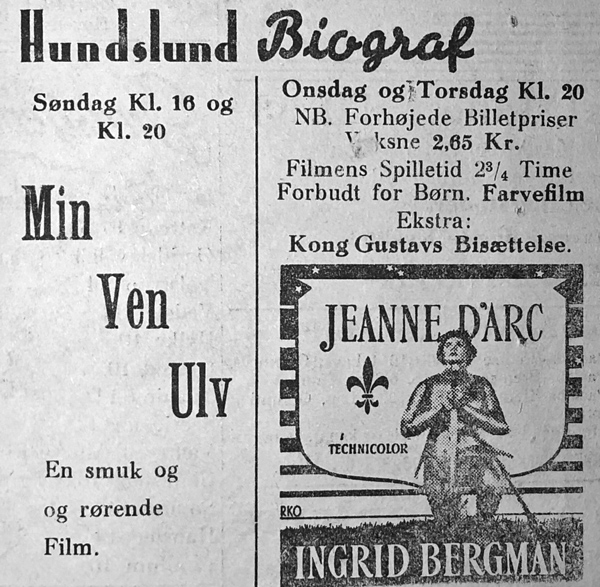 Hundslund Biograf
Søndag Kl. 16 og
Kl. 20
Min
Ven
Ulv
En smuk og
og rørende
Film.
Onsdag og Torsdag Kl. 20
NB. Forhøjede Billetpriser
Voksne 2,65 Kr.
Filmens Spilletid 2¾ Time
Forbudt for Børn. Farvefilm
Ekstra:
Kong Gustavs Bisættelse.
JEANNE D'ARC
TECHNICOLOR
RKO
INGRID BERGMAN